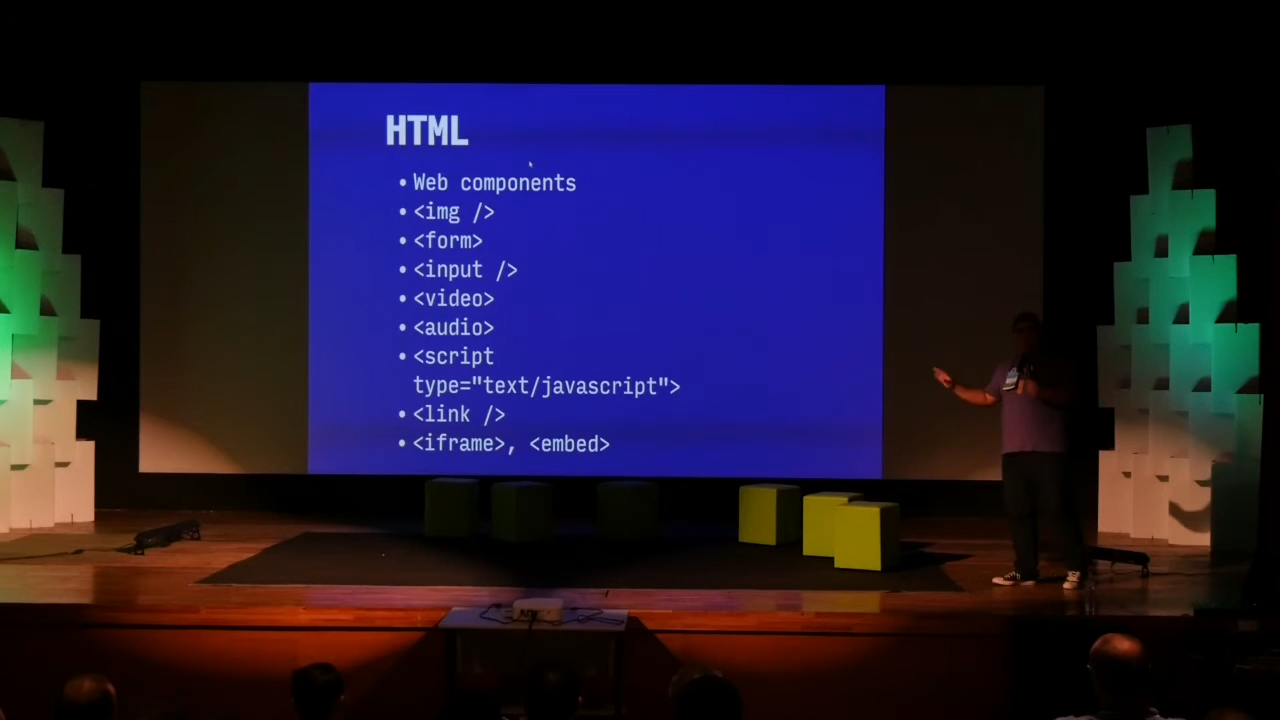 HTML
• Web components
• <img />
• <form>
• <input />
• <video>
• <audio>
• <script
type="text/javascript">
• <link />
• <iframe>, <embed>